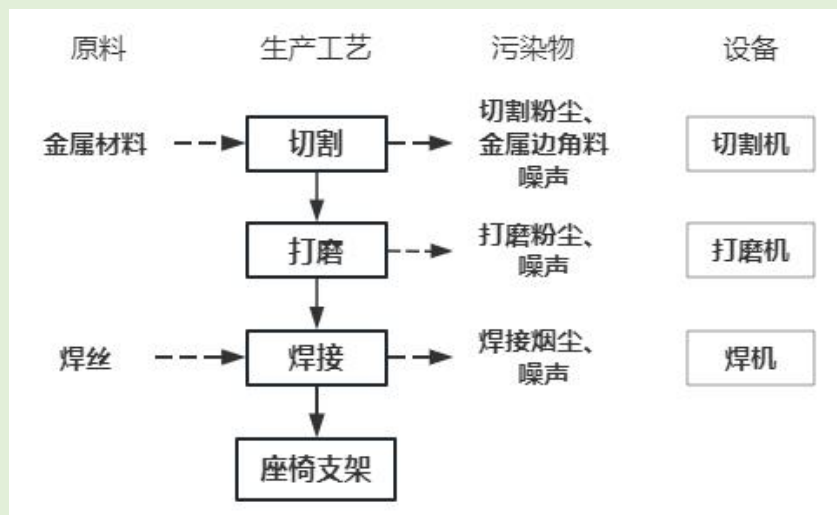 原料 生产工艺 污染物 设备
金属材料 切割 切割粉尘、
金属边角料
噪声 切割机
打磨 打磨粉尘、
噪声 打磨机
焊丝 焊接 焊接烟尘、
噪声 焊机
座椅支架